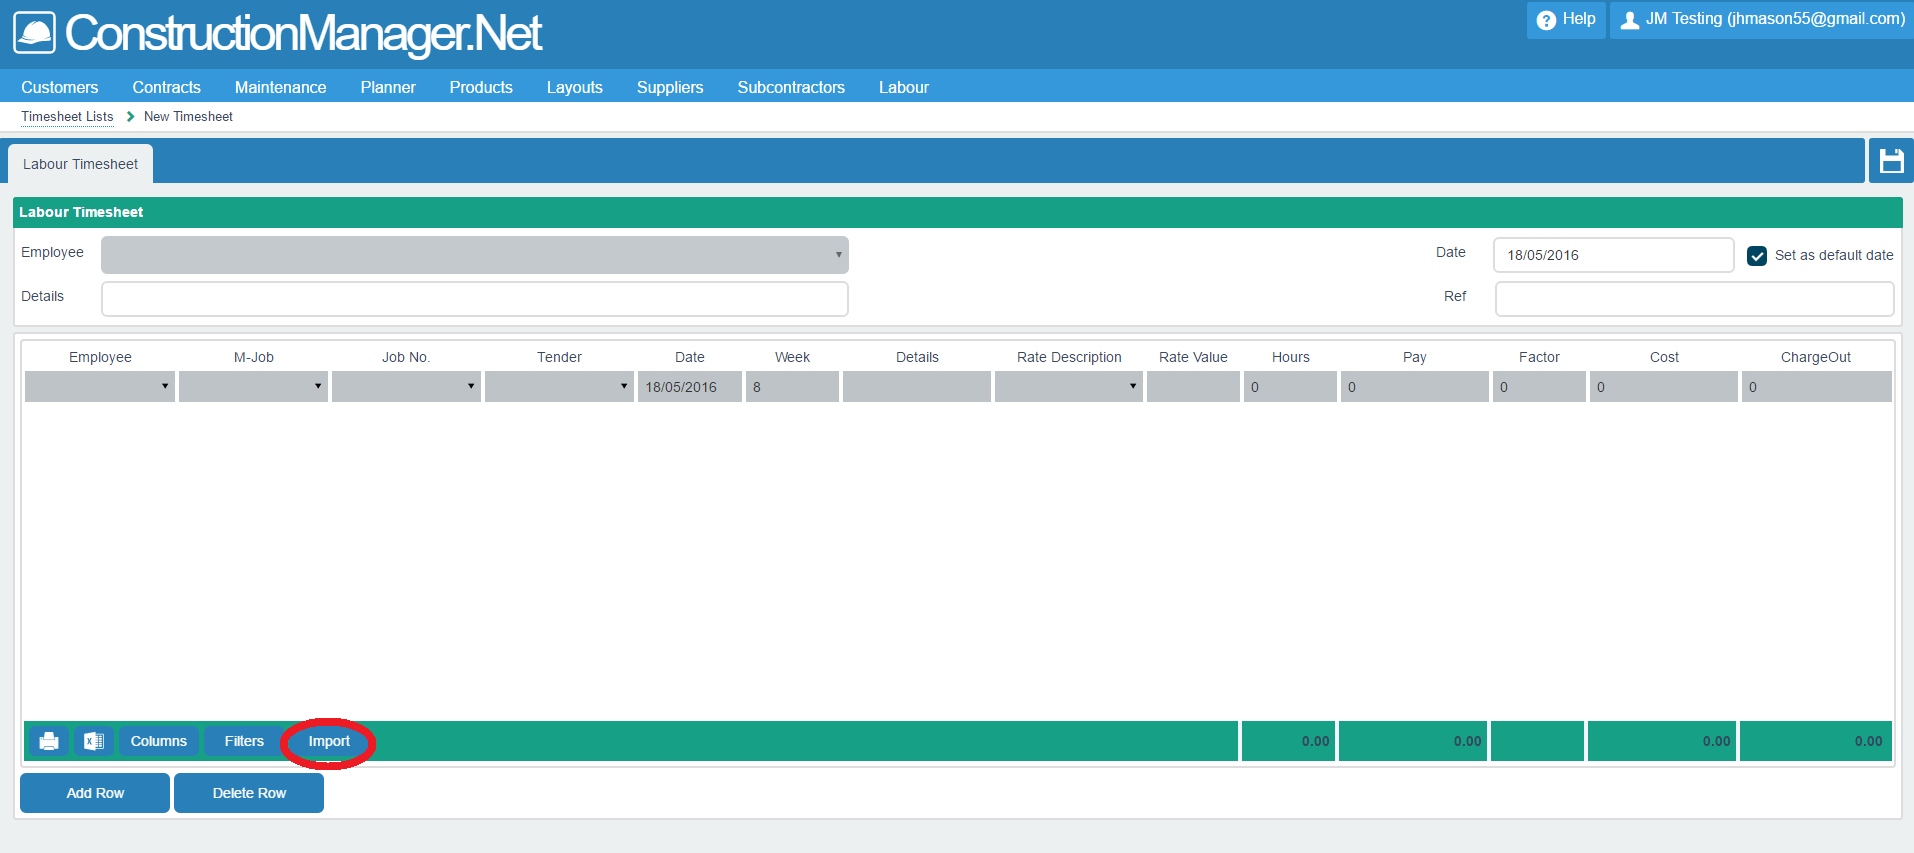 ConstructionManager.Net
? Help JM Testing (jhmason55@gmail.com)
Customers Contracts Maintenance Planner Products Layouts Suppliers Subcontractors Labour
Timesheet Lists New Timesheet
Labour Timesheet
Labour Timesheet
Employee Date 18/05/2016 Set as default date
Details Ref
Employee M-Job Job No. Tender Date Week Details Rate Description Rate Value Hours Pay Factor Cost ChargeOut
18/05/2016 8 0 0 0 0 0
X Columns Filters Import 0.00 0.00 0.00 0.00
Add Row Delete Row